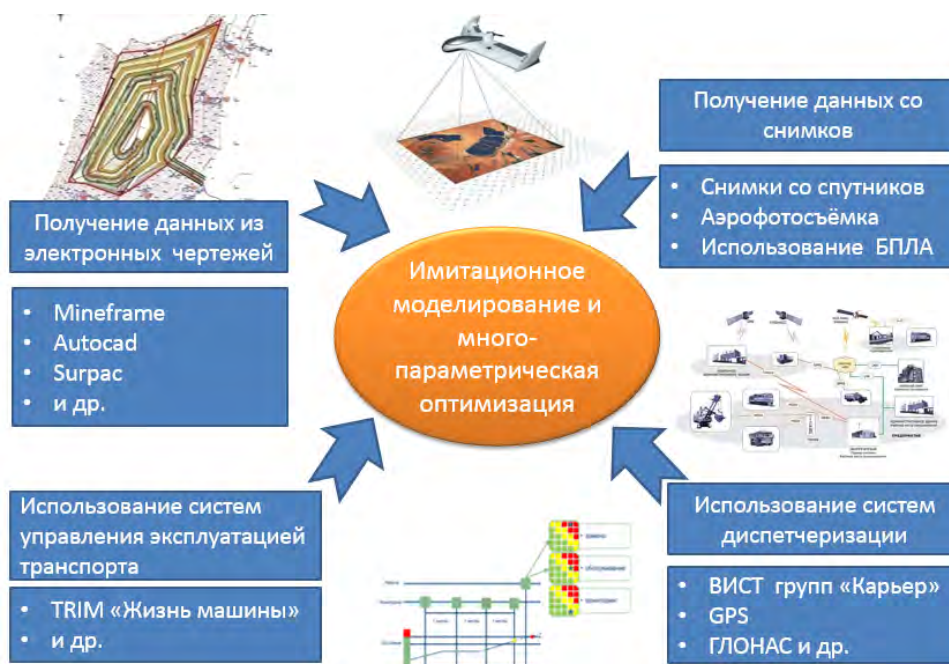 Получение данных со
снимков
• Снимки со спутников
• Аэрофотосъёмка
• Использование БПЛА
Получение данных из
электронных чертежей
• Mineframe
• Autocad
• Surpac
• и др.
Имитационное
моделирование и
много-
параметрическая
оптимизация
Использование систем
управления эксплуатацией
транспорта
• TRIM «Жизнь машины»
• и др.
Использование систем
диспетчеризации
• ВИСТ групп «Карьер»
• GPS
• ГЛОНАС и др.